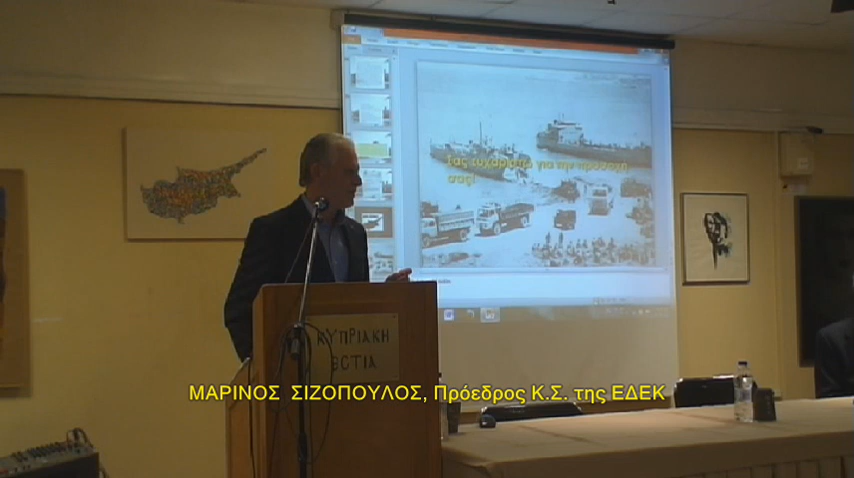 Σας ευχαριστώ για την προσοχή
σας!
ΚΥΠΡΙΑΚΗ
ΕΣΤΙΑ
ΜΑΡΙΝΟΣ ΣΙΖΟΠΟΥΛΟΣ, Πρόεδρος Κ.Σ. της ΕΔΕΚ